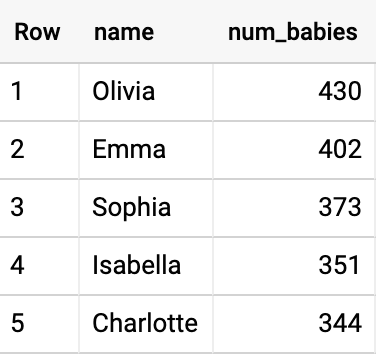 Row name num_babies
1 Olivia 430
2 Emma 402
3 Sophia 373
4 Isabella 351
5 Charlotte 344